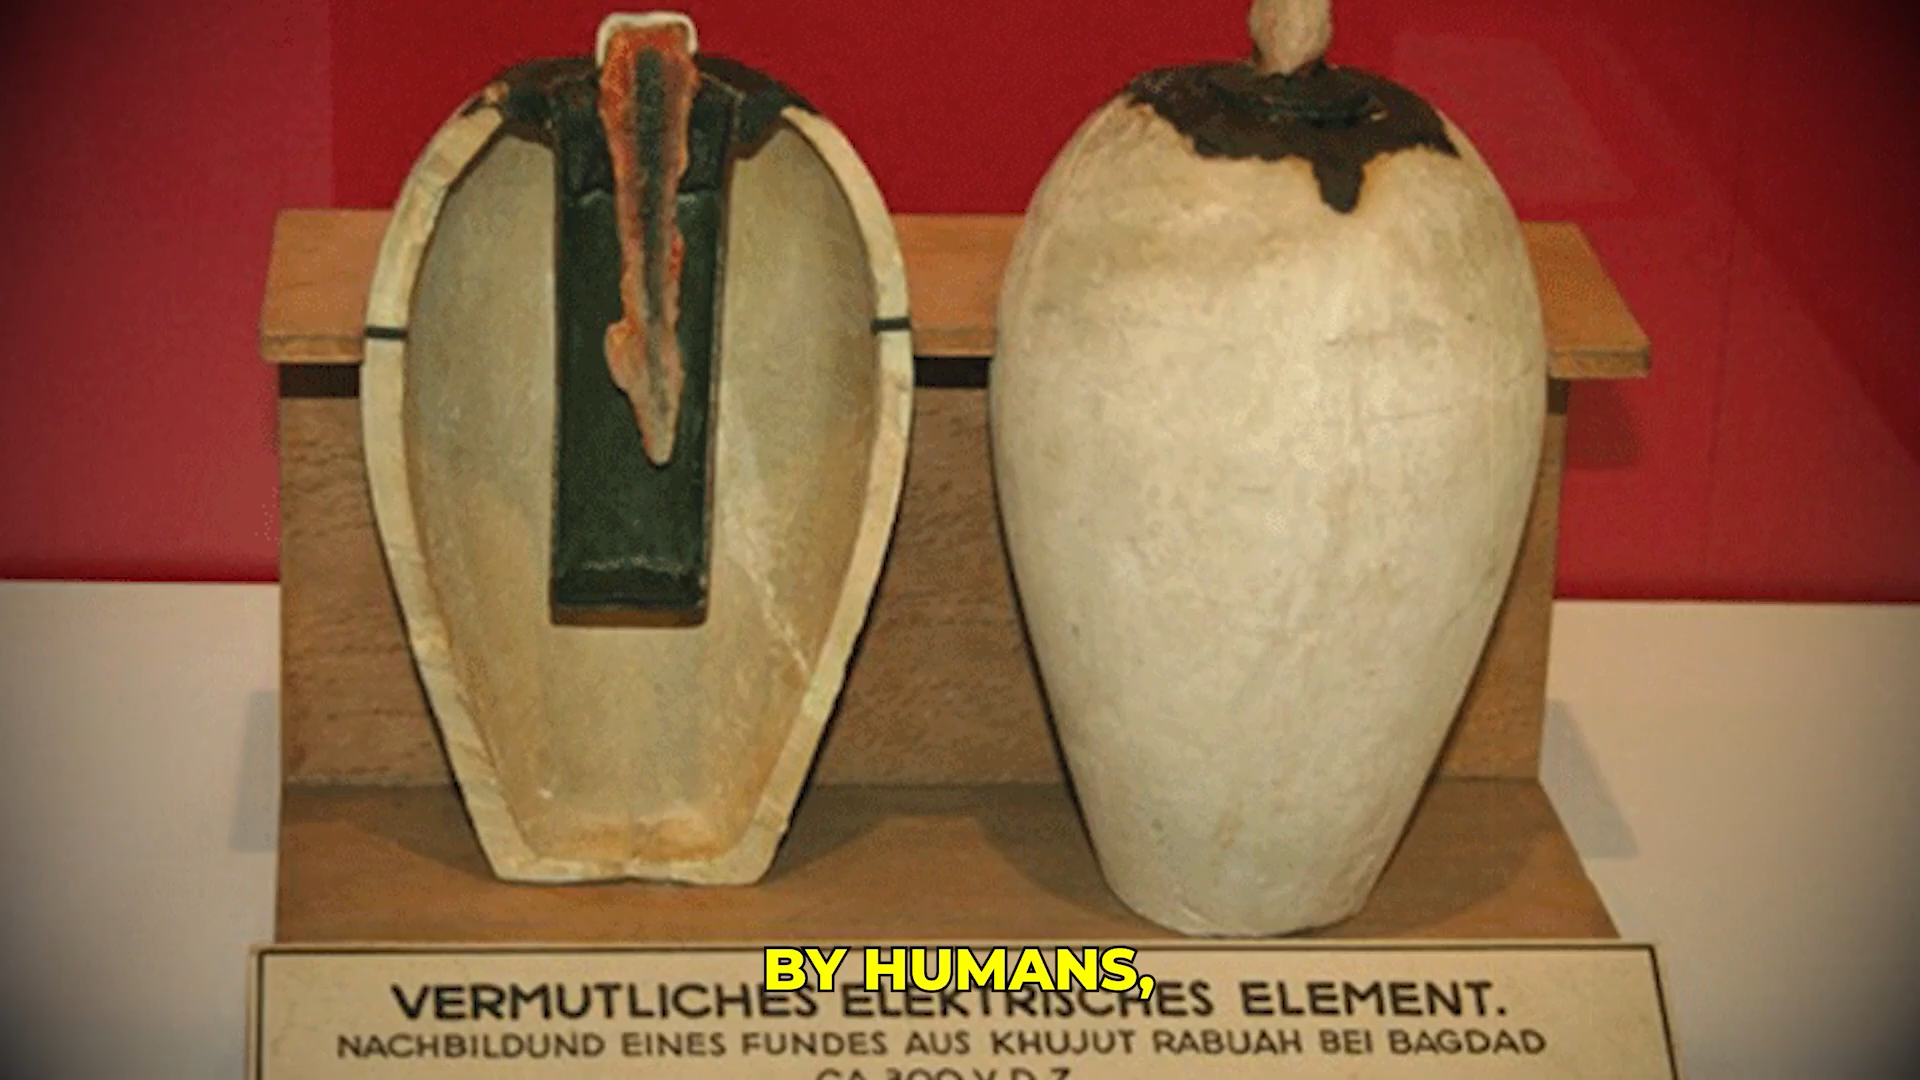 BY HUMANS,
VERMUTLICHES ELEKTRISCHES ELEMENT.
NACHBILDUND EINES FUNDES AUS KHUJUT RABUAH BEI BAGDAD